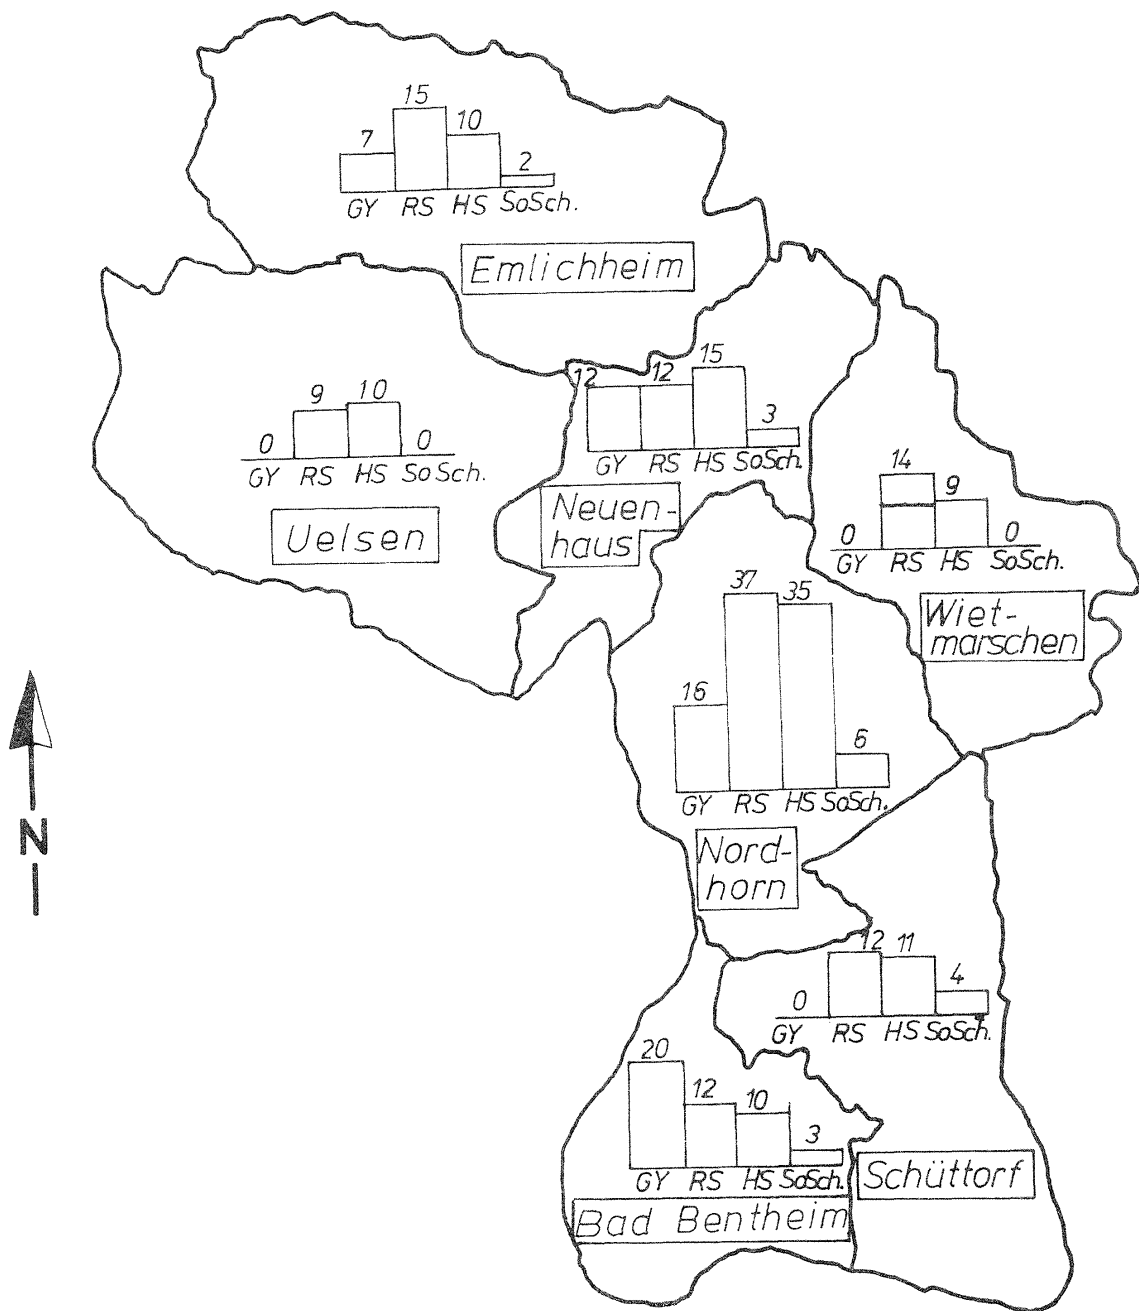 15
7 10
2
GY RS HS SoSch.
Emlichheim
9 10
0 0
GY RS HS SoSch.
Uelsen
12 12 15
3
GY RS HS SoSch.
Neuen-
haus
14
0 9 0
GY RS HS SoSch.
Wiet-
marschen
37 35
16
6
GY RS HS SoSch.
Nord-
horn
N
12 11
0 4
GY RS HS SoSch.
Schüttorf
20
12 10
3
GY RS HS SoSch.
Bad Bentheim